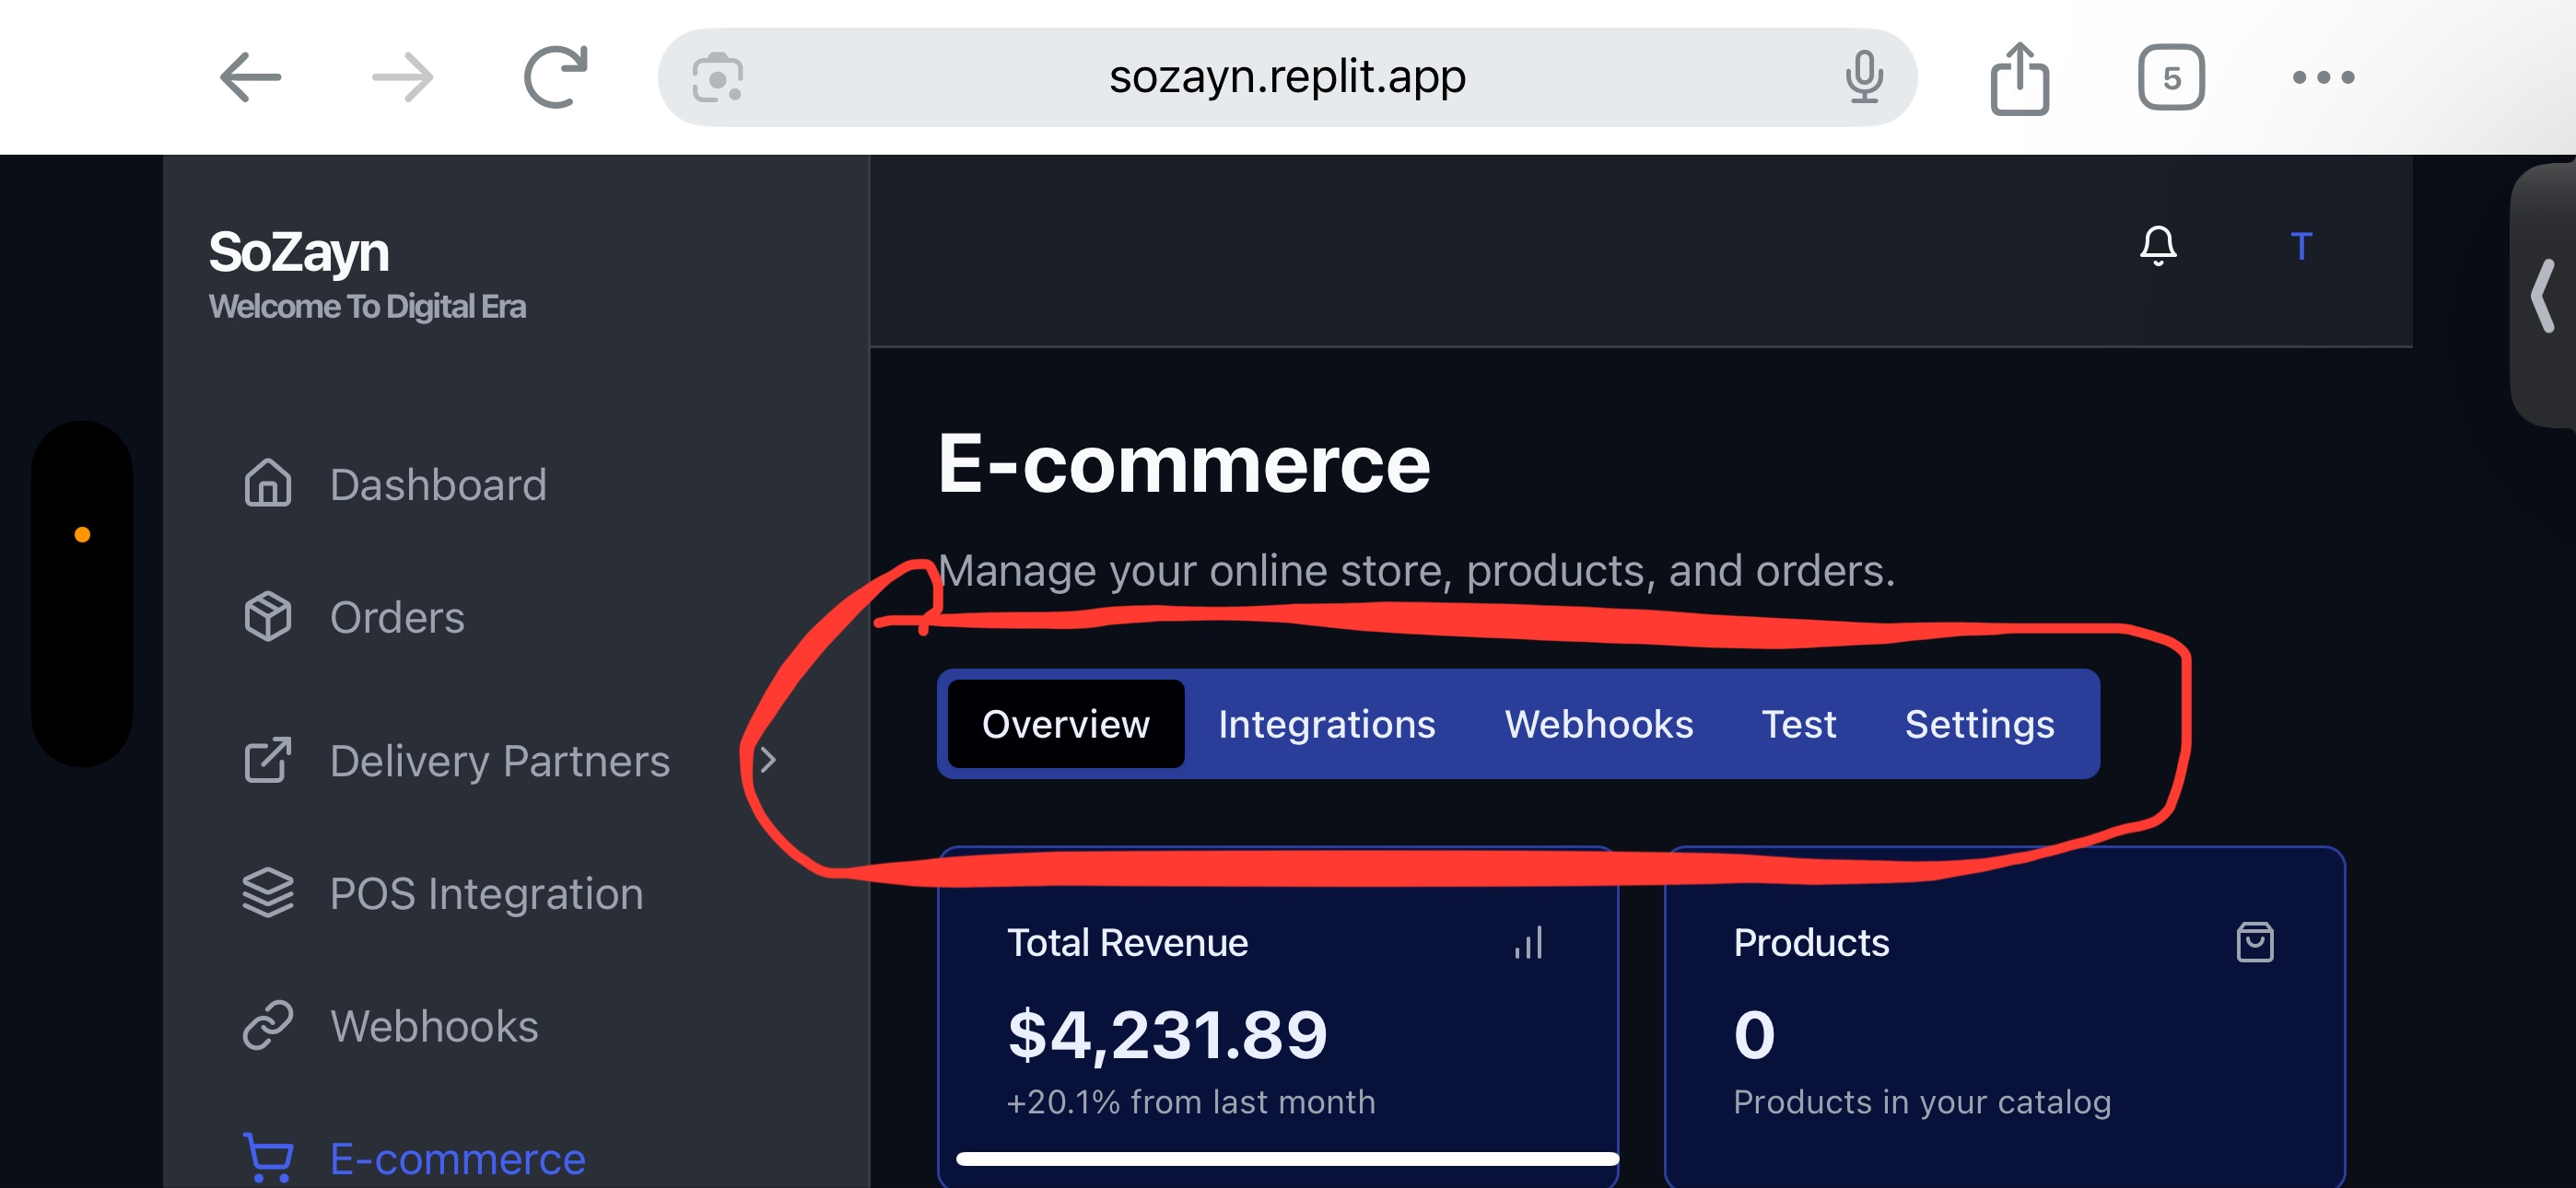 sozayn.replit.app
5
SoZayn
Welcome To Digital Era
T
Dashboard
Orders
Delivery Partners
POS Integration
Webhooks
E-commerce
E-commerce
Manage your online store, products, and orders.
Overview Integrations Webhooks Test Settings
Total Revenue
$4,231.89
+20.1% from last month
Products
0
Products in your catalog